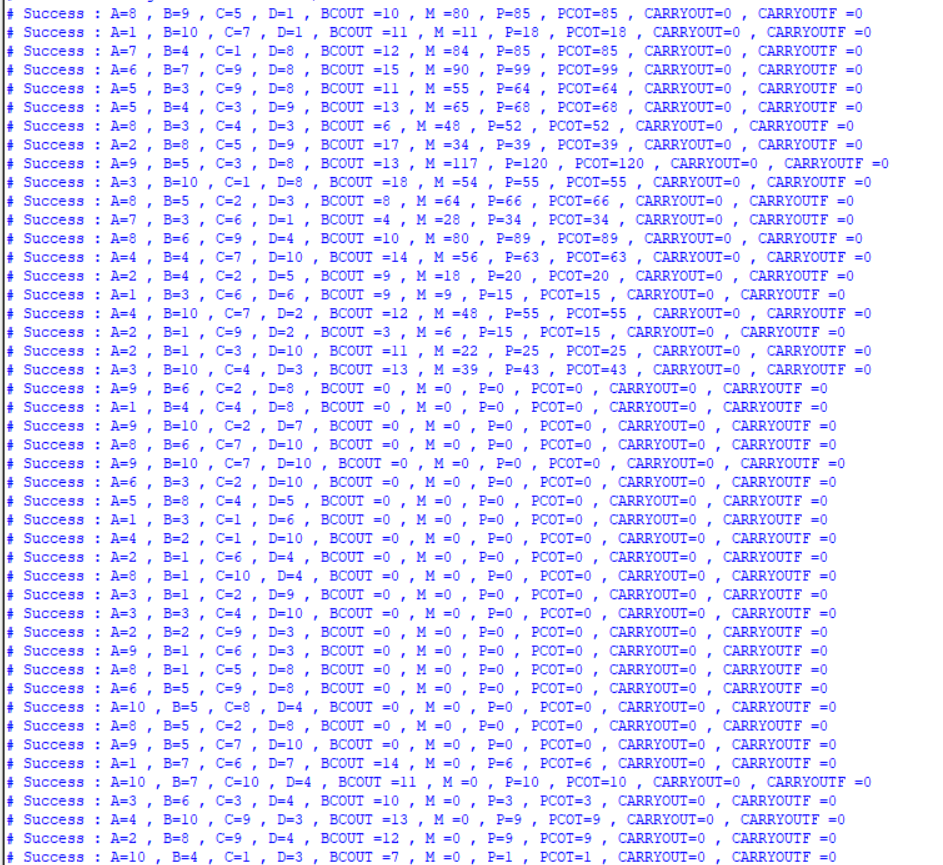 # Success : A=8 , B=9 , C=5 , D=1 , BCOUT =10 , M =80 , P=85 , PCOT=85 , CARRYOUT=0 , CARRYOUTF =0
# Success : A=1 , B=10 , C=7 , D=1 , BCOUT =11 , M =11 , P=18 , PCOT=18 , CARRYOUT=0 , CARRYOUTF =0
# Success : A=7 , B=4 , C=1 , D=8 , BCOUT =12 , M =84 , P=85 , PCOT=85 , CARRYOUT=0 , CARRYOUTF =0
# Success : A=6 , B=7 , C=9 , D=8 , BCOUT =15 , M =90 , P=99 , PCOT=99 , CARRYOUT=0 , CARRYOUTF =0
# Success : A=5 , B=3 , C=9 , D=8 , BCOUT =11 , M =55 , P=64 , PCOT=64 , CARRYOUT=0 , CARRYOUTF =0
# Success : A=5 , B=4 , C=3 , D=9 , BCOUT =13 , M =65 , P=68 , PCOT=68 , CARRYOUT=0 , CARRYOUTF =0
# Success : A=8 , B=3 , C=4 , D=3 , BCOUT =6 , M =48 , P=52 , PCOT=52 , CARRYOUT=0 , CARRYOUTF =0
# Success : A=2 , B=8 , C=5 , D=9 , BCOUT =17 , M =34 , P=39 , PCOT=39 , CARRYOUT=0 , CARRYOUTF =0
# Success : A=9 , B=5 , C=3 , D=8 , BCOUT =13 , M =117 , P=120 , PCOT=120 , CARRYOUT=0 , CARRYOUTF =0
# Success : A=3 , B=10 , C=1 , D=8 , BCOUT =18 , M =54 , P=55 , PCOT=55 , CARRYOUT=0 , CARRYOUTF =0
# Success : A=8 , B=5 , C=2 , D=3 , BCOUT =8 , M =64 , P=66 , PCOT=66 , CARRYOUT=0 , CARRYOUTF =0
# Success : A=7 , B=3 , C=6 , D=1 , BCOUT =4 , M =28 , P=34 , PCOT=34 , CARRYOUT=0 , CARRYOUTF =0
# Success : A=8 , B=6 , C=9 , D=4 , BCOUT =10 , M =80 , P=89 , PCOT=89 , CARRYOUT=0 , CARRYOUTF =0
# Success : A=4 , B=4 , C=7 , D=10 , BCOUT =14 , M =56 , P=63 , PCOT=63 , CARRYOUT=0 , CARRYOUTF =0
# Success : A=2 , B=4 , C=2 , D=5 , BCOUT =9 , M =18 , P=20 , PCOT=20 , CARRYOUT=0 , CARRYOUTF =0
# Success : A=1 , B=3 , C=6 , D=6 , BCOUT =9 , M =9 , P=15 , PCOT=15 , CARRYOUT=0 , CARRYOUTF =0
# Success : A=4 , B=10 , C=7 , D=2 , BCOUT =12 , M =48 , P=55 , PCOT=55 , CARRYOUT=0 , CARRYOUTF =0
# Success : A=2 , B=1 , C=9 , D=2 , BCOUT =3 , M =6 , P=15 , PCOT=15 , CARRYOUT=0 , CARRYOUTF =0
# Success : A=2 , B=1 , C=3 , D=10 , BCOUT =11 , M =22 , P=25 , PCOT=25 , CARRYOUT=0 , CARRYOUTF =0
# Success : A=3 , B=10 , C=4 , D=3 , BCOUT =13 , M =39 , P=43 , PCOT=43 , CARRYOUT=0 , CARRYOUTF =0
# Success : A=9 , B=6 , C=2 , D=8 , BCOUT =0 , M =0 , P=0 , PCOT=0 , CARRYOUT=0 , CARRYOUTF =0
# Success : A=1 , B=4 , C=4 , D=8 , BCOUT =0 , M =0 , P=0 , PCOT=0 , CARRYOUT=0 , CARRYOUTF =0
# Success : A=9 , B=10 , C=2 , D=7 , BCOUT =0 , M =0 , P=0 , PCOT=0 , CARRYOUT=0 , CARRYOUTF =0
# Success : A=8 , B=6 , C=7 , D=10 , BCOUT =0 , M =0 , P=0 , PCOT=0 , CARRYOUT=0 , CARRYOUTF =0
# Success : A=9 , B=10 , C=7 , D=10 , BCOUT =0 , M =0 , P=0 , PCOT=0 , CARRYOUT=0 , CARRYOUTF =0
# Success : A=6 , B=3 , C=2 , D=10 , BCOUT =0 , M =0 , P=0 , PCOT=0 , CARRYOUT=0 , CARRYOUTF =0
# Success : A=5 , B=8 , C=4 , D=5 , BCOUT =0 , M =0 , P=0 , PCOT=0 , CARRYOUT=0 , CARRYOUTF =0
# Success : A=1 , B=3 , C=1 , D=6 , BCOUT =0 , M =0 , P=0 , PCOT=0 , CARRYOUT=0 , CARRYOUTF =0
# Success : A=4 , B=2 , C=1 , D=10 , BCOUT =0 , M =0 , P=0 , PCOT=0 , CARRYOUT=0 , CARRYOUTF =0
# Success : A=2 , B=1 , C=6 , D=4 , BCOUT =0 , M =0 , P=0 , PCOT=0 , CARRYOUT=0 , CARRYOUTF =0
# Success : A=8 , B=1 , C=10 , D=4 , BCOUT =0 , M =0 , P=0 , PCOT=0 , CARRYOUT=0 , CARRYOUTF =0
# Success : A=3 , B=1 , C=2 , D=9 , BCOUT =0 , M =0 , P=0 , PCOT=0 , CARRYOUT=0 , CARRYOUTF =0
# Success : A=3 , B=3 , C=4 , D=10 , BCOUT =0 , M =0 , P=0 , PCOT=0 , CARRYOUT=0 , CARRYOUTF =0
# Success : A=2 , B=2 , C=9 , D=3 , BCOUT =0 , M =0 , P=0 , PCOT=0 , CARRYOUT=0 , CARRYOUTF =0
# Success : A=9 , B=1 , C=6 , D=3 , BCOUT =0 , M =0 , P=0 , PCOT=0 , CARRYOUT=0 , CARRYOUTF =0
# Success : A=8 , B=1 , C=5 , D=8 , BCOUT =0 , M =0 , P=0 , PCOT=0 , CARRYOUT=0 , CARRYOUTF =0
# Success : A=6 , B=5 , C=9 , D=8 , BCOUT =0 , M =0 , P=0 , PCOT=0 , CARRYOUT=0 , CARRYOUTF =0
# Success : A=10 , B=5 , C=8 , D=4 , BCOUT =0 , M =0 , P=0 , PCOT=0 , CARRYOUT=0 , CARRYOUTF =0
# Success : A=8 , B=5 , C=2 , D=8 , BCOUT =0 , M =0 , P=0 , PCOT=0 , CARRYOUT=0 , CARRYOUTF =0
# Success : A=9 , B=5 , C=7 , D=10 , BCOUT =0 , M =0 , P=0 , PCOT=0 , CARRYOUT=0 , CARRYOUTF =0
# Success : A=1 , B=7 , C=6 , D=7 , BCOUT =14 , M =0 , P=6 , PCOT=6 , CARRYOUT=0 , CARRYOUTF =0
# Success : A=10 , B=7 , C=10 , D=4 , BCOUT =11 , M =0 , P=10 , PCOT=10 , CARRYOUT=0 , CARRYOUTF =0
# Success : A=3 , B=6 , C=3 , D=4 , BCOUT =10 , M =0 , P=3 , PCOT=3 , CARRYOUT=0 , CARRYOUTF =0
# Success : A=4 , B=10 , C=9 , D=3 , BCOUT =13 , M =0 , P=9 , PCOT=9 , CARRYOUT=0 , CARRYOUTF =0
# Success : A=2 , B=8 , C=9 , D=4 , BCOUT =12 , M =0 , P=9 , PCOT=9 , CARRYOUT=0 , CARRYOUTF =0
# Success : A=10 , B=4 , C=1 , D=3 , BCOUT =7 , M =0 , P=1 , PCOT=1 , CARRYOUT=0 , CARRYOUTF =0